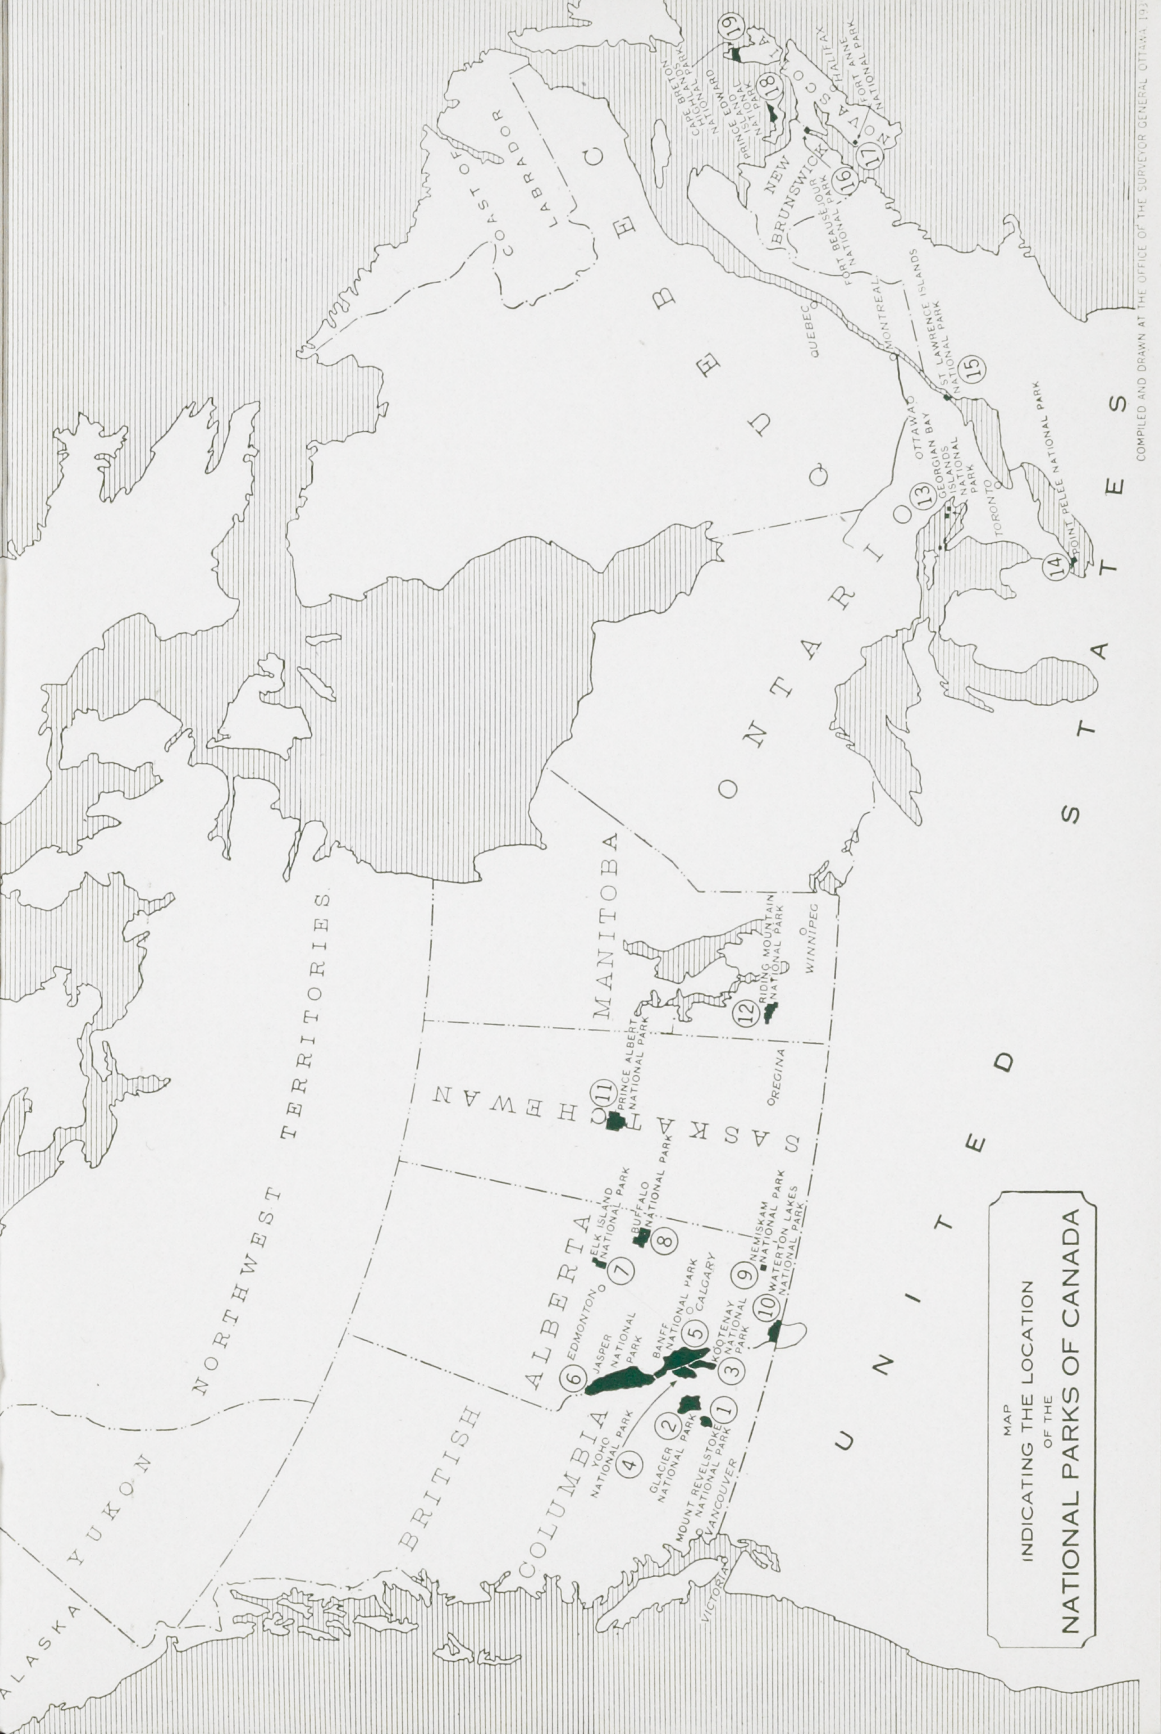 ALASKA
YUKON
NORTHWEST
TERRITORIES
BRITISH
COLUMBIA
ALBERTA
SASKATCHEWAN
MANITOBA
ONTARIO
QUEBEC
COAST OF
LABRADOR
NEW
BRUNSWICK
UNITED
STATES
VICTORIA
VANCOUVER
EDMONTON
CALGARY
REGINA
WINNIPEG
TORONTO
OTTAWA
MONTREAL
QUEBEC
HALIFAX
1
MOUNT REVELSTOKE
NATIONAL PARK
2
GLACIER
NATIONAL PARK
3
KOOTENAY
NATIONAL
PARK
4
YOHO
NATIONAL PARK
5
BANFF
NATIONAL PARK
6
JASPER
NATIONAL
PARK
7
ELK ISLAND
NATIONAL PARK
8
BUFFALO
NATIONAL PARK
9
NEMISKAM
NATIONAL PARK
10
WATERTON LAKES
NATIONAL PARK
11
PRINCE ALBERT
NATIONAL PARK
12
RIDING MOUNTAIN
NATIONAL PARK
13
GEORGIAN BAY
ISLANDS
NATIONAL
PARK
14
POINT PELEE NATIONAL PARK
15
ST LAWRENCE ISLANDS
NATIONAL PARK
16
FORT BEAUSEJOUR
NATIONAL PARK
17
FORT ANNE
NATIONAL PARK
18
PRINCE EDWARD
ISLAND
NATIONAL
PARK
19
CAPE BRETON
HIGHLANDS
NATIONAL PARK
MAP
INDICATING THE LOCATION
OF THE
NATIONAL PARKS OF CANADA
COMPILED AND DRAWN AT THE OFFICE OF THE SURVEYOR GENERAL OTTAWA 193